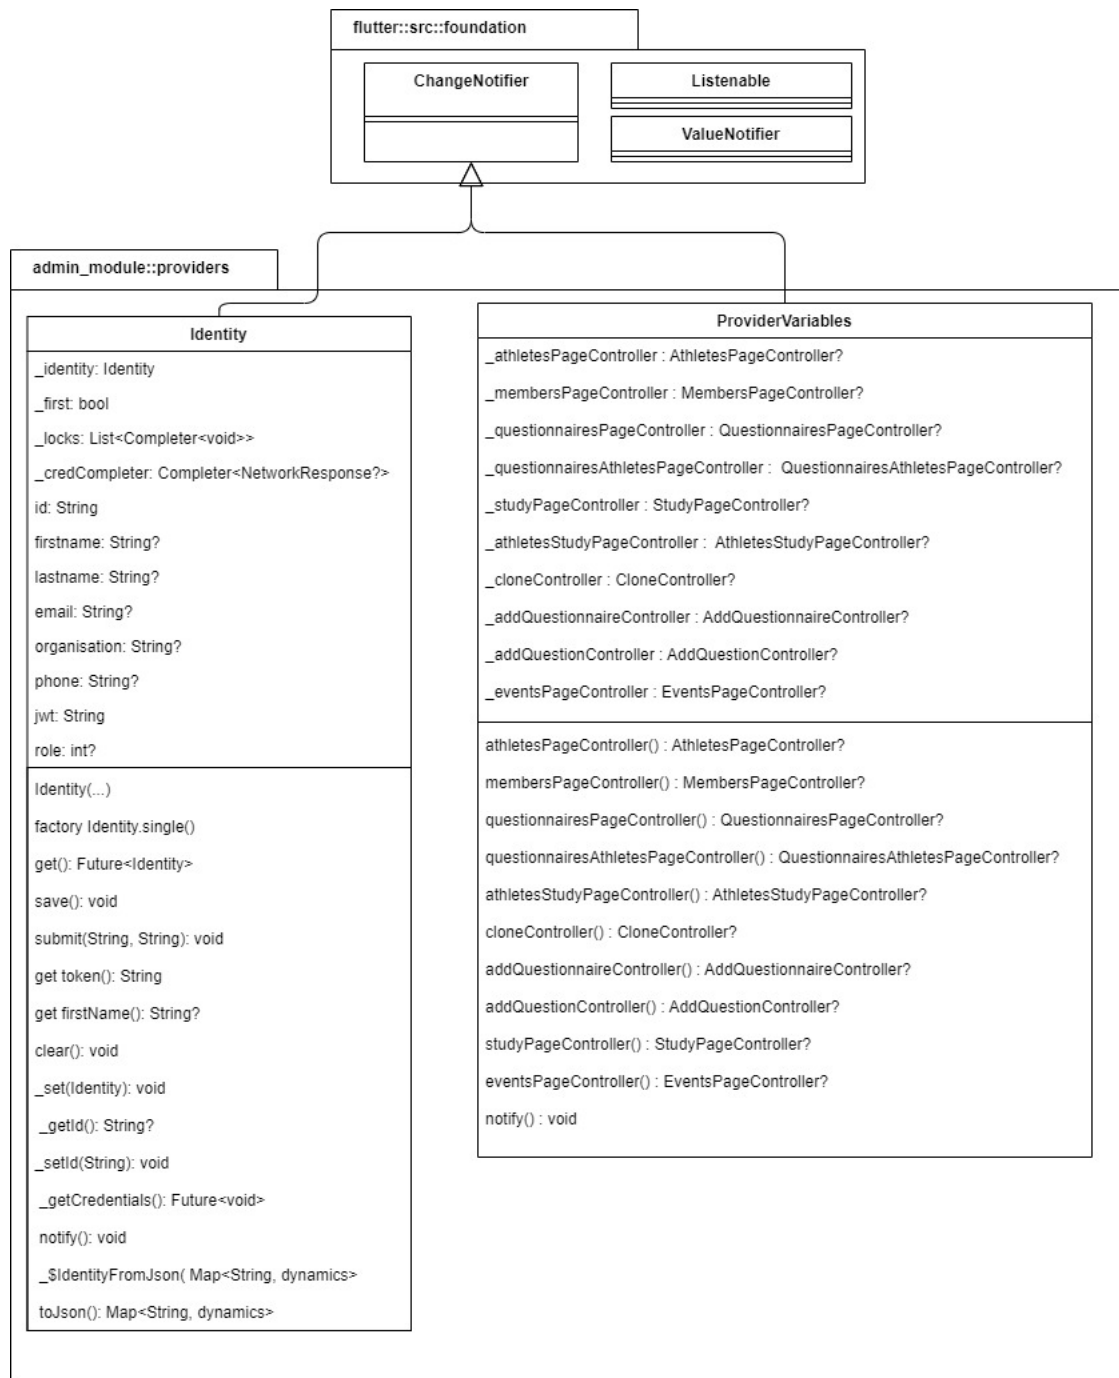 flutter::src::foundation
ChangeNotifier
Listenable
ValueNotifier
admin_module::providers
Identity
_identity: Identity
_first: bool
_locks: List<Completer<void>>
_credCompleter: Completer<NetworkResponse?>
id: String
firstname: String?
lastname: String?
email: String?
organisation: String?
phone: String?
jwt: String
role: int?
Identity(...)
factory Identity.single()
get(): Future<Identity>
save(): void
submit(String, String): void
get token(): String
get firstName(): String?
clear(): void
_set(Identity): void
_getId(): String?
_setId(String): void
_getCredentials(): Future<void>
notify(): void
_$IdentityFromJson( Map<String, dynamics>
toJson(): Map<String, dynamics>
ProviderVariables
_athletesPageController : AthletesPageController?
_membersPageController : MembersPageController?
_questionnairesPageController : QuestionnairesPageController?
_questionnairesAthletesPageController :  QuestionnairesAthletesPageController?
_studyPageController : StudyPageController?
_athletesStudyPageController :  AthletesStudyPageController?
_cloneController : CloneController?
_addQuestionnaireController : AddQuestionnaireController?
_addQuestionController : AddQuestionController?
_eventsPageController : EventsPageController?
athletesPageController() : AthletesPageController?
membersPageController() : MembersPageController?
questionnairesPageController() : QuestionnairesPageController?
questionnairesAthletesPageController() : QuestionnairesAthletesPageController?
athletesStudyPageController() : AthletesStudyPageController?
cloneController() : CloneController?
addQuestionnaireController() : AddQuestionnaireController?
addQuestionController() : AddQuestionController?
studyPageController() : StudyPageController?
eventsPageController() : EventsPageController?
notify() : void